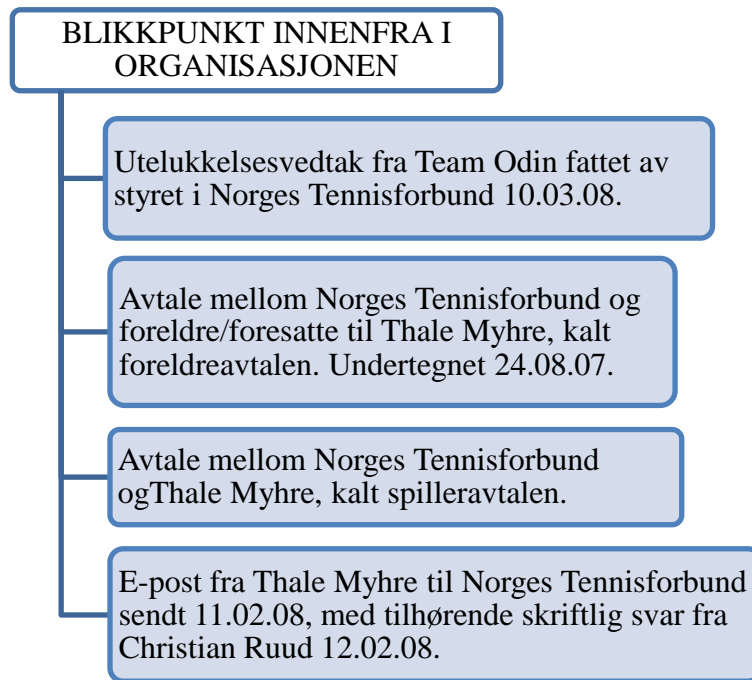 BLIKKPUNKT INNENFRA I
ORGANISASJONEN
Utelukkelsesvedtak fra Team Odin fattet av
styret i Norges Tennisforbund 10.03.08.
Avtale mellom Norges Tennisforbund og
foreldre/foresatte til Thale Myhre, kalt
foreldreavtalen. Undertegnet 24.08.07.
Avtale mellom Norges Tennisforbund
ogThale Myhre, kalt spilleravtalen.
E-post fra Thale Myhre til Norges Tennisforbund
sendt 11.02.08, med tilhørende skriftlig svar fra
Christian Ruud 12.02.08.